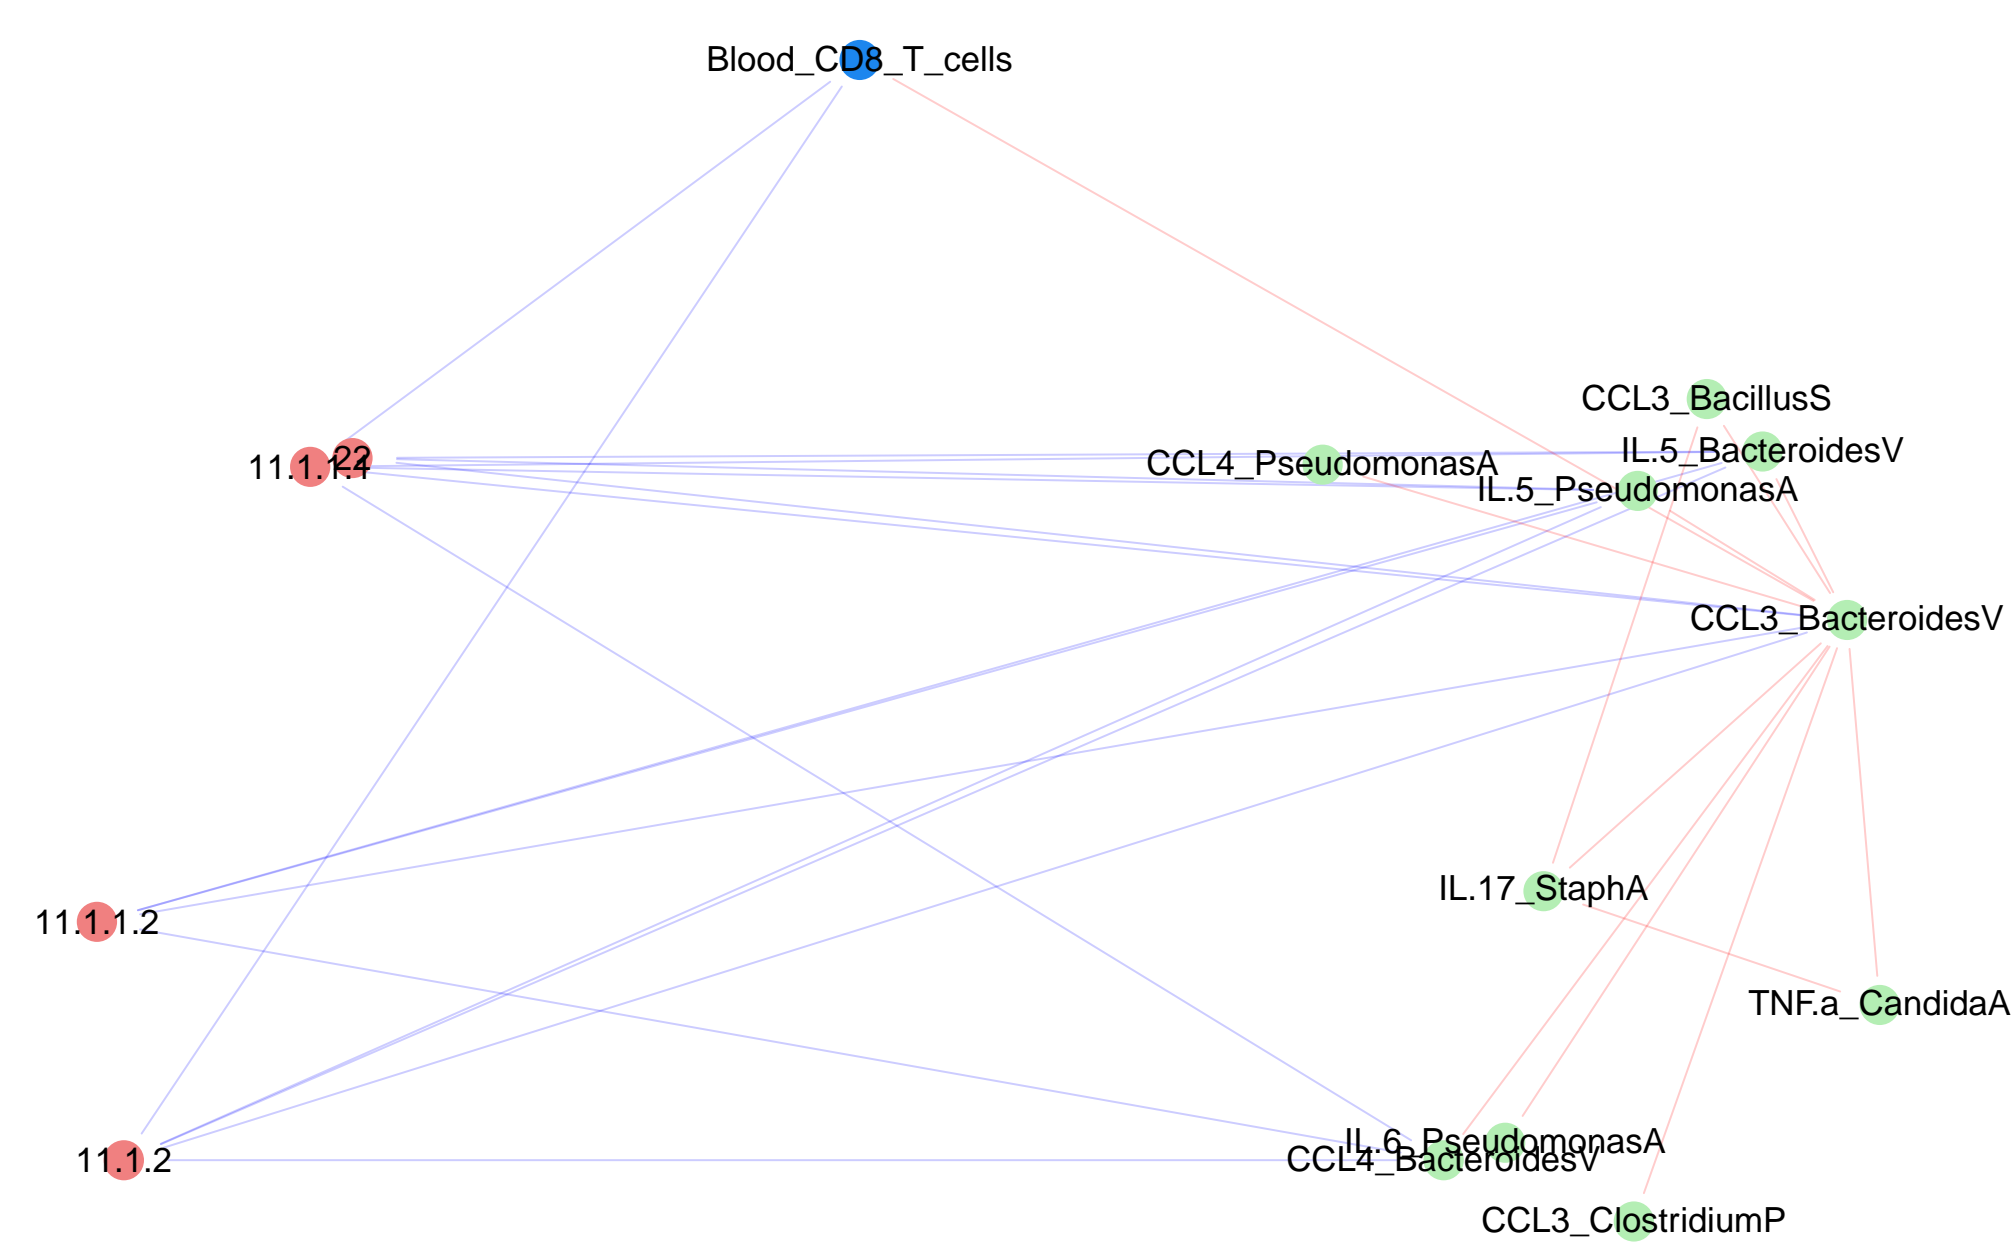 Blood_CD8_T_cells
CCL3_BacillusS
IL.5_BacteroidesV
22
11.1.1.1
CCL4_PseudomonasA
IL.5_PseudomonasA
CCL3_BacteroidesV
IL.17_StaphA
11.1.1.2
TNF.a_CandidaA
IL.6_PseudomonasA
11.1.2
CCL4_BacteroidesV
CCL3_ClostridiumP